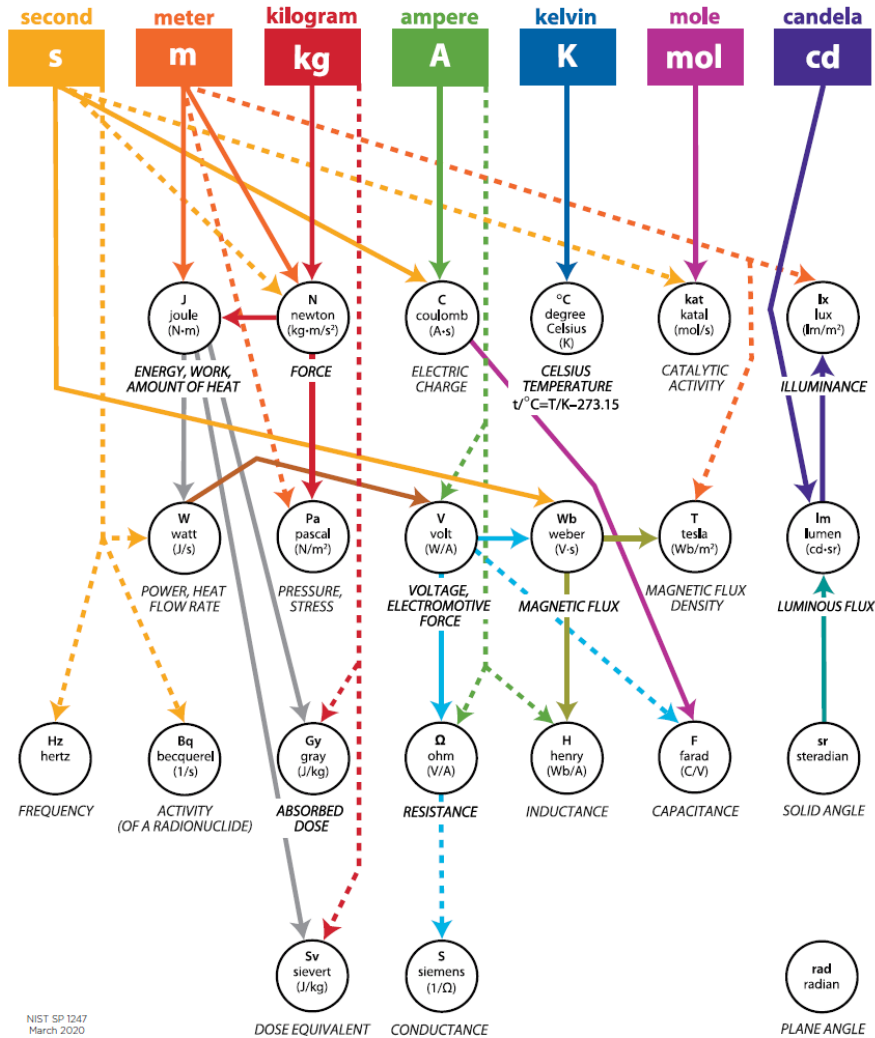 second meter kilogram ampere kelvin mole candela
s m kg A K mol cd
J
joule
(N•m)
ENERGY, WORK,
AMOUNT OF HEAT
N
newton
(kg•m/s²)
FORCE
C
coulomb
(A•s)
ELECTRIC
CHARGE
°C
degree
Celsius
(K)
CELSIUS
TEMPERATURE
t/°C=T/K–273.15
kat
katal
(mol/s)
CATALYTIC
ACTIVITY
lx
lux
(lm/m²)
ILLUMINANCE
W
watt
(J/s)
POWER, HEAT
FLOW RATE
Pa
pascal
(N/m²)
PRESSURE,
STRESS
V
volt
(W/A)
VOLTAGE,
ELECTROMOTIVE
FORCE
Wb
weber
(V•s)
MAGNETIC FLUX
T
tesla
(Wb/m²)
MAGNETIC FLUX
DENSITY
lm
lumen
(cd•sr)
LUMINOUS FLUX
Hz
hertz
FREQUENCY
Bq
becquerel
(1/s)
ACTIVITY
(OF A RADIONUCLIDE)
Gy
gray
(J/kg)
ABSORBED
DOSE
Ω
ohm
(V/A)
RESISTANCE
H
henry
(Wb/A)
INDUCTANCE
F
farad
(C/V)
CAPACITANCE
sr
steradian
SOLID ANGLE
Sv
sievert
(J/kg)
DOSE EQUIVALENT
S
siemens
(1/Ω)
CONDUCTANCE
rad
radian
PLANE ANGLE
NIST SP 1247
March 2020